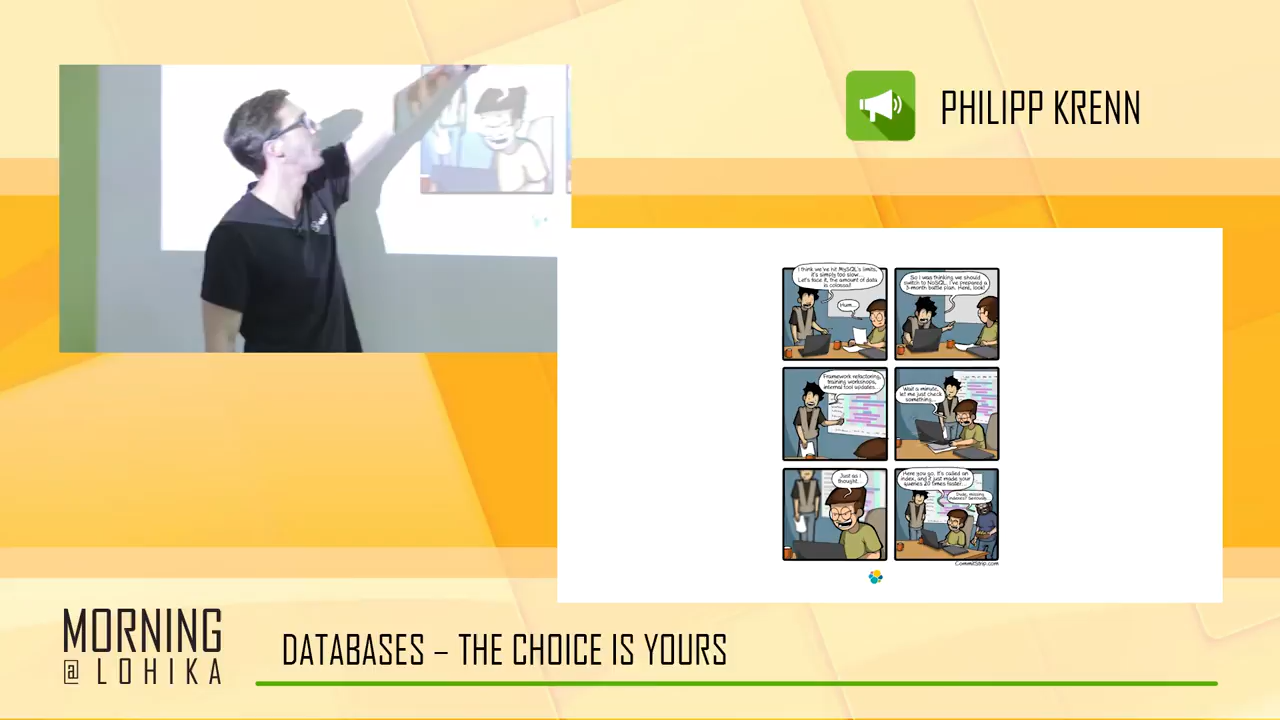 PHILIPP KRENN
I think we've hit MySQL's limits,
it's simply too slow...
Let's face it, the amount of data
is colossal!
Hum...
So I was thinking we should
switch to NoSQL. I've prepared a
3-month battle plan. Here, look!
Framework refactoring,
training workshops,
internal tool updates...
Wait a minute,
let me just check
something...
Just as I
thought.
Here you go, it's called an
index, and it just made your
queries 20 times faster...
Dude, missing
indexes? Seriously...
CommitStrip.com
MORNING
@ LOHIKA
DATABASES – THE CHOICE IS YOURS